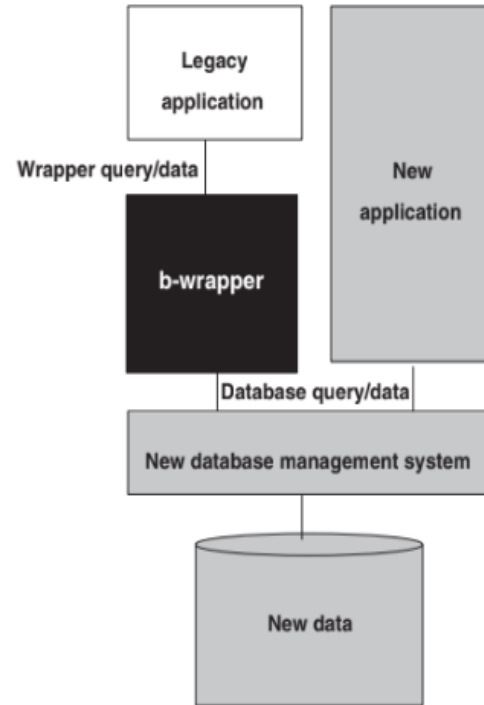 Legacy
application
Wrapper query/data
New
application
b-wrapper
Database query/data
New database management system
New data